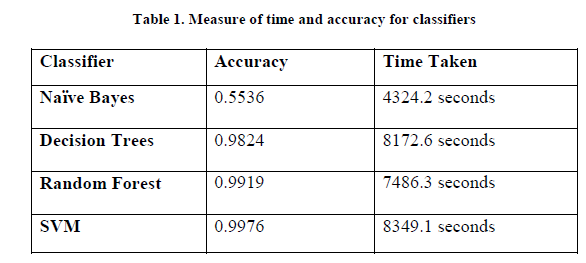 Table 1. Measure of time and accuracy for classifiers
Classifier Accuracy Time Taken
Naïve Bayes 0.5536 4324.2 seconds
Decision Trees 0.9824 8172.6 seconds
Random Forest 0.9919 7486.3 seconds
SVM 0.9976 8349.1 seconds